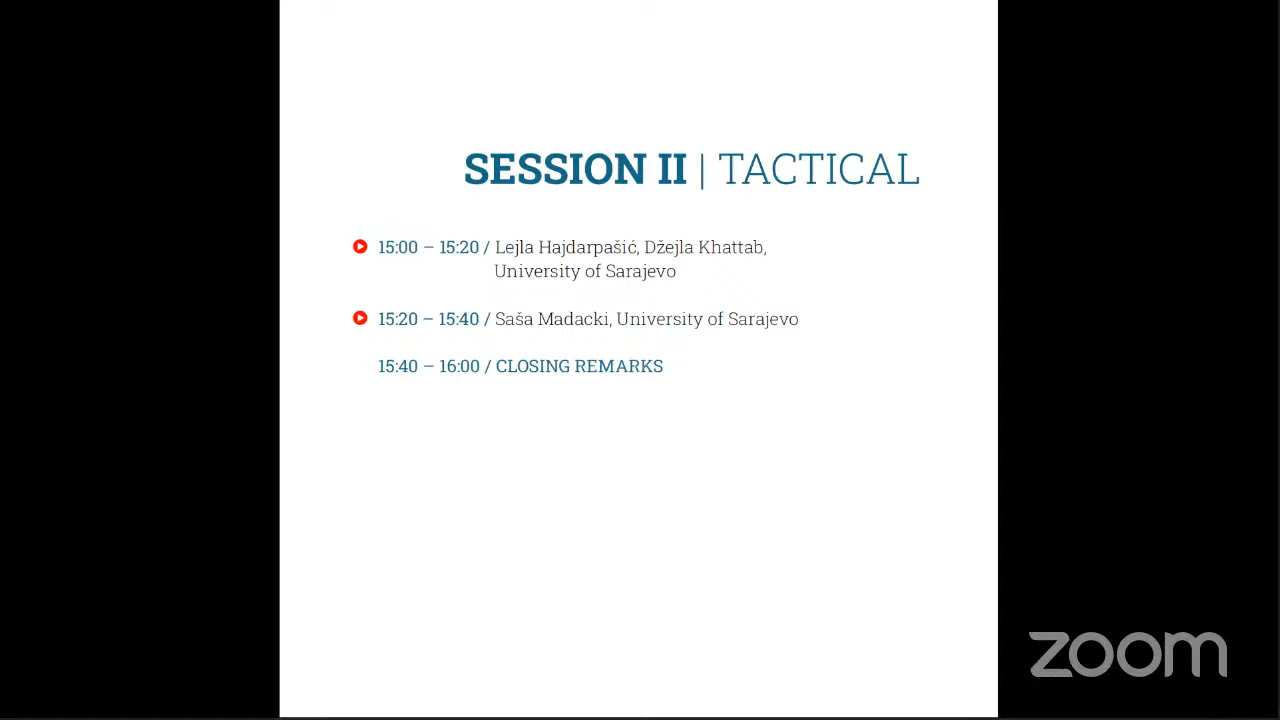 SESSION II | TACTICAL
15:00 – 15:20 / Lejla Hajdarpašić, Džejla Khattab,
University of Sarajevo
15:20 – 15:40 / Saša Madacki, University of Sarajevo
15:40 – 16:00 / CLOSING REMARKS
zoom